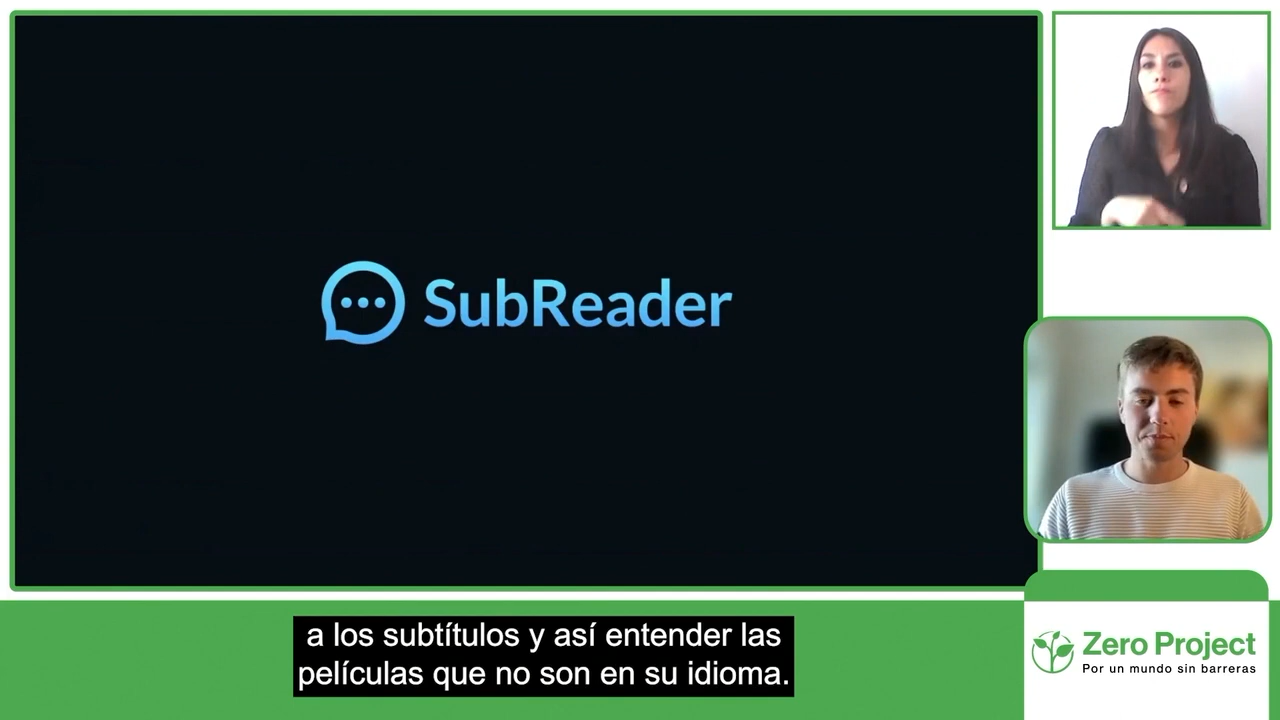 SubReader
a los subtítulos y así entender las
películas que no son en su idioma.
Zero Project
Por un mundo sin barreras